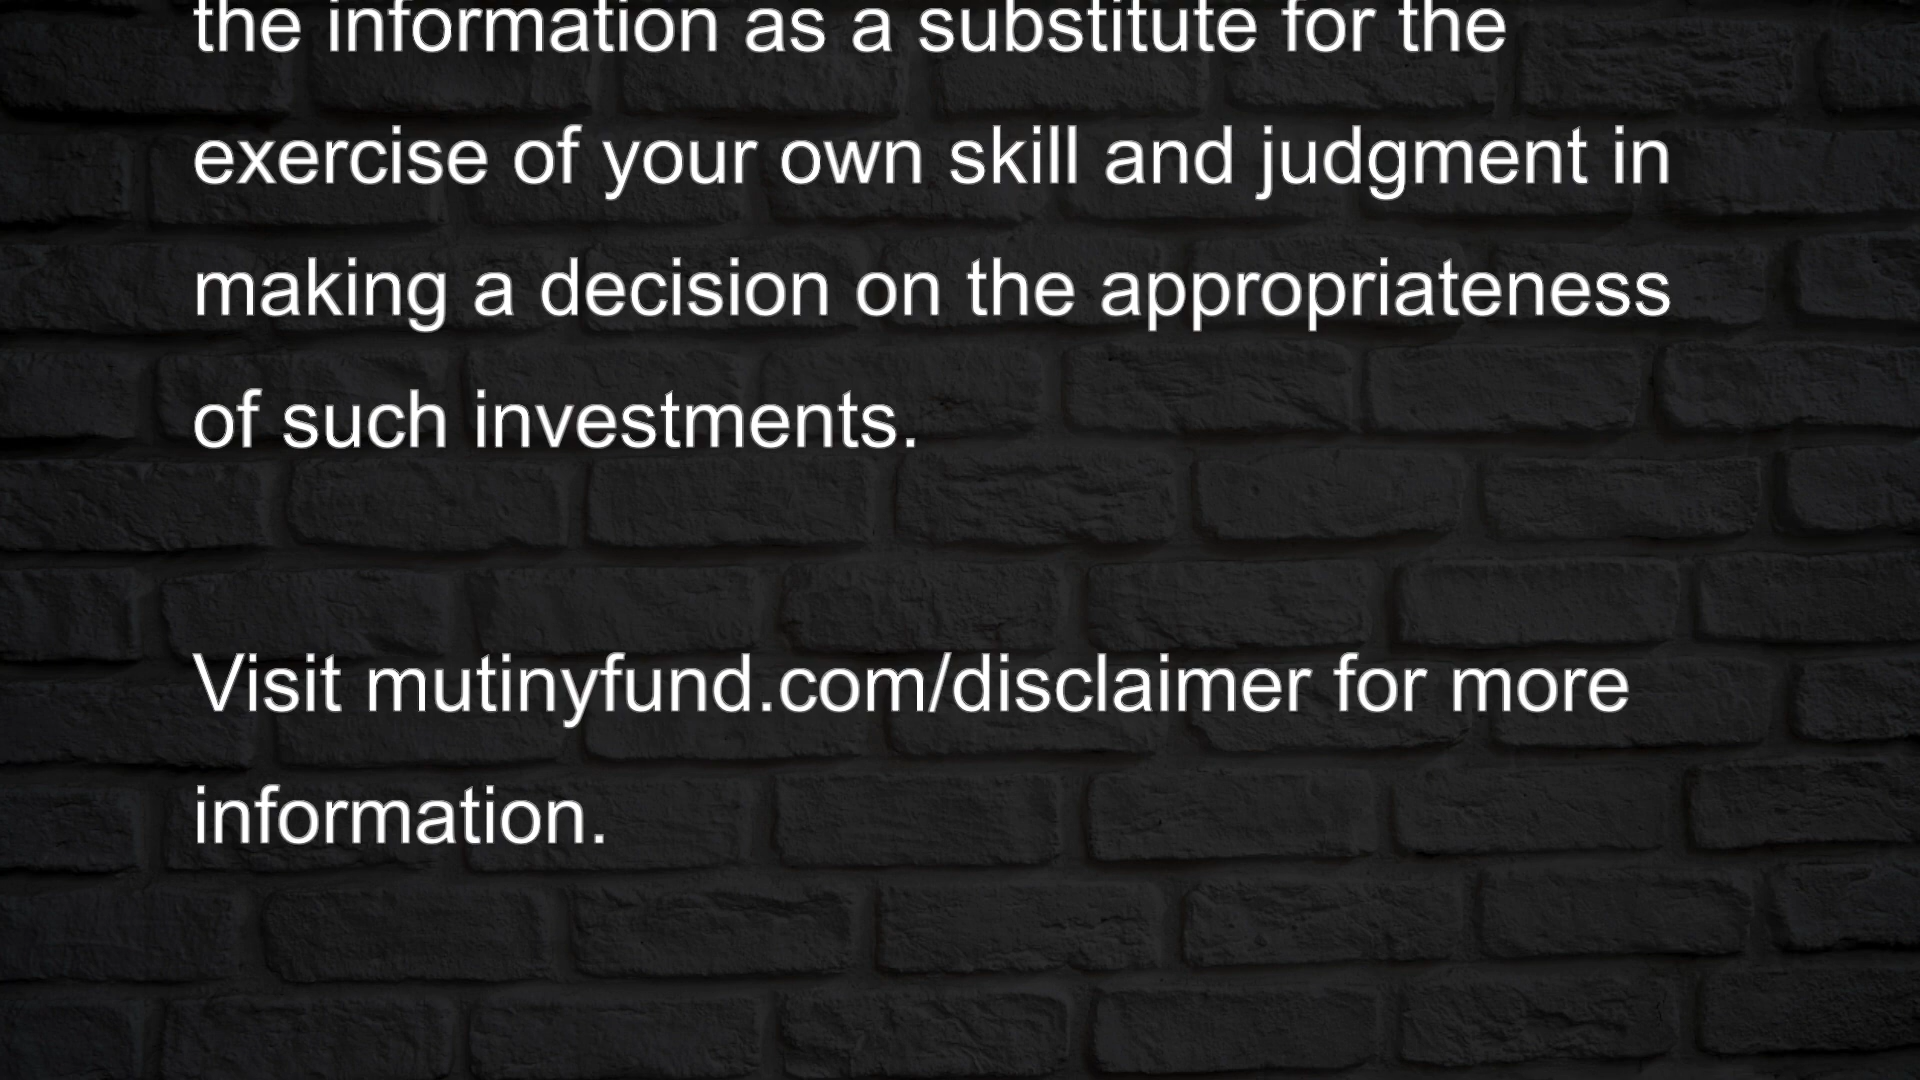 the information as a substitute for the
exercise of your own skill and judgment in
making a decision on the appropriateness
of such investments.
Visit mutinyfund.com/disclaimer for more
information.